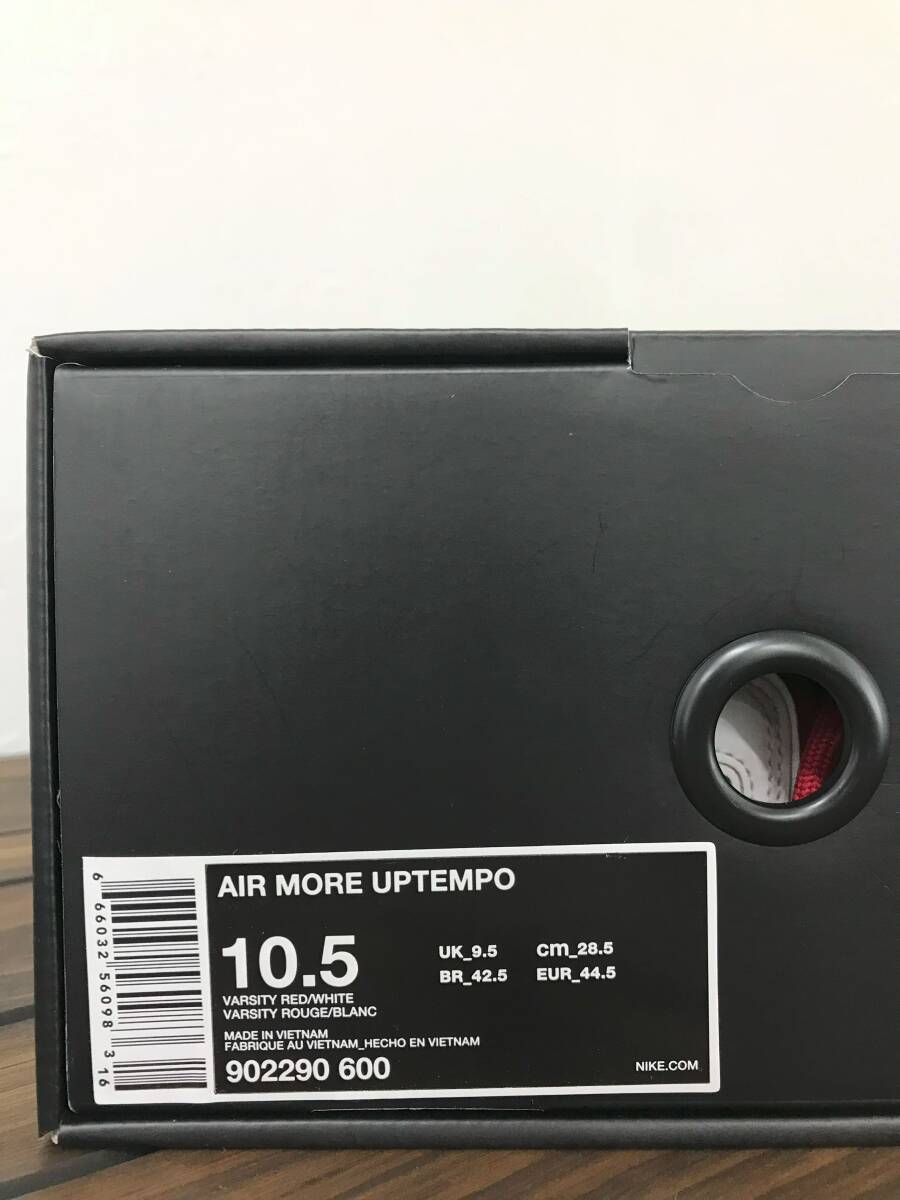 AIR MORE UPTEMPO
10.5
UK_9.5 cm_28.5
BR_42.5 EUR_44.5
VARSITY RED/WHITE
VARSITY ROUGE/BLANC
MADE IN VIETNAM
FABRIQUE AU VIETNAM_HECHO EN VIETNAM
902290 600
NIKE.COM
6 66032 56098 3 16